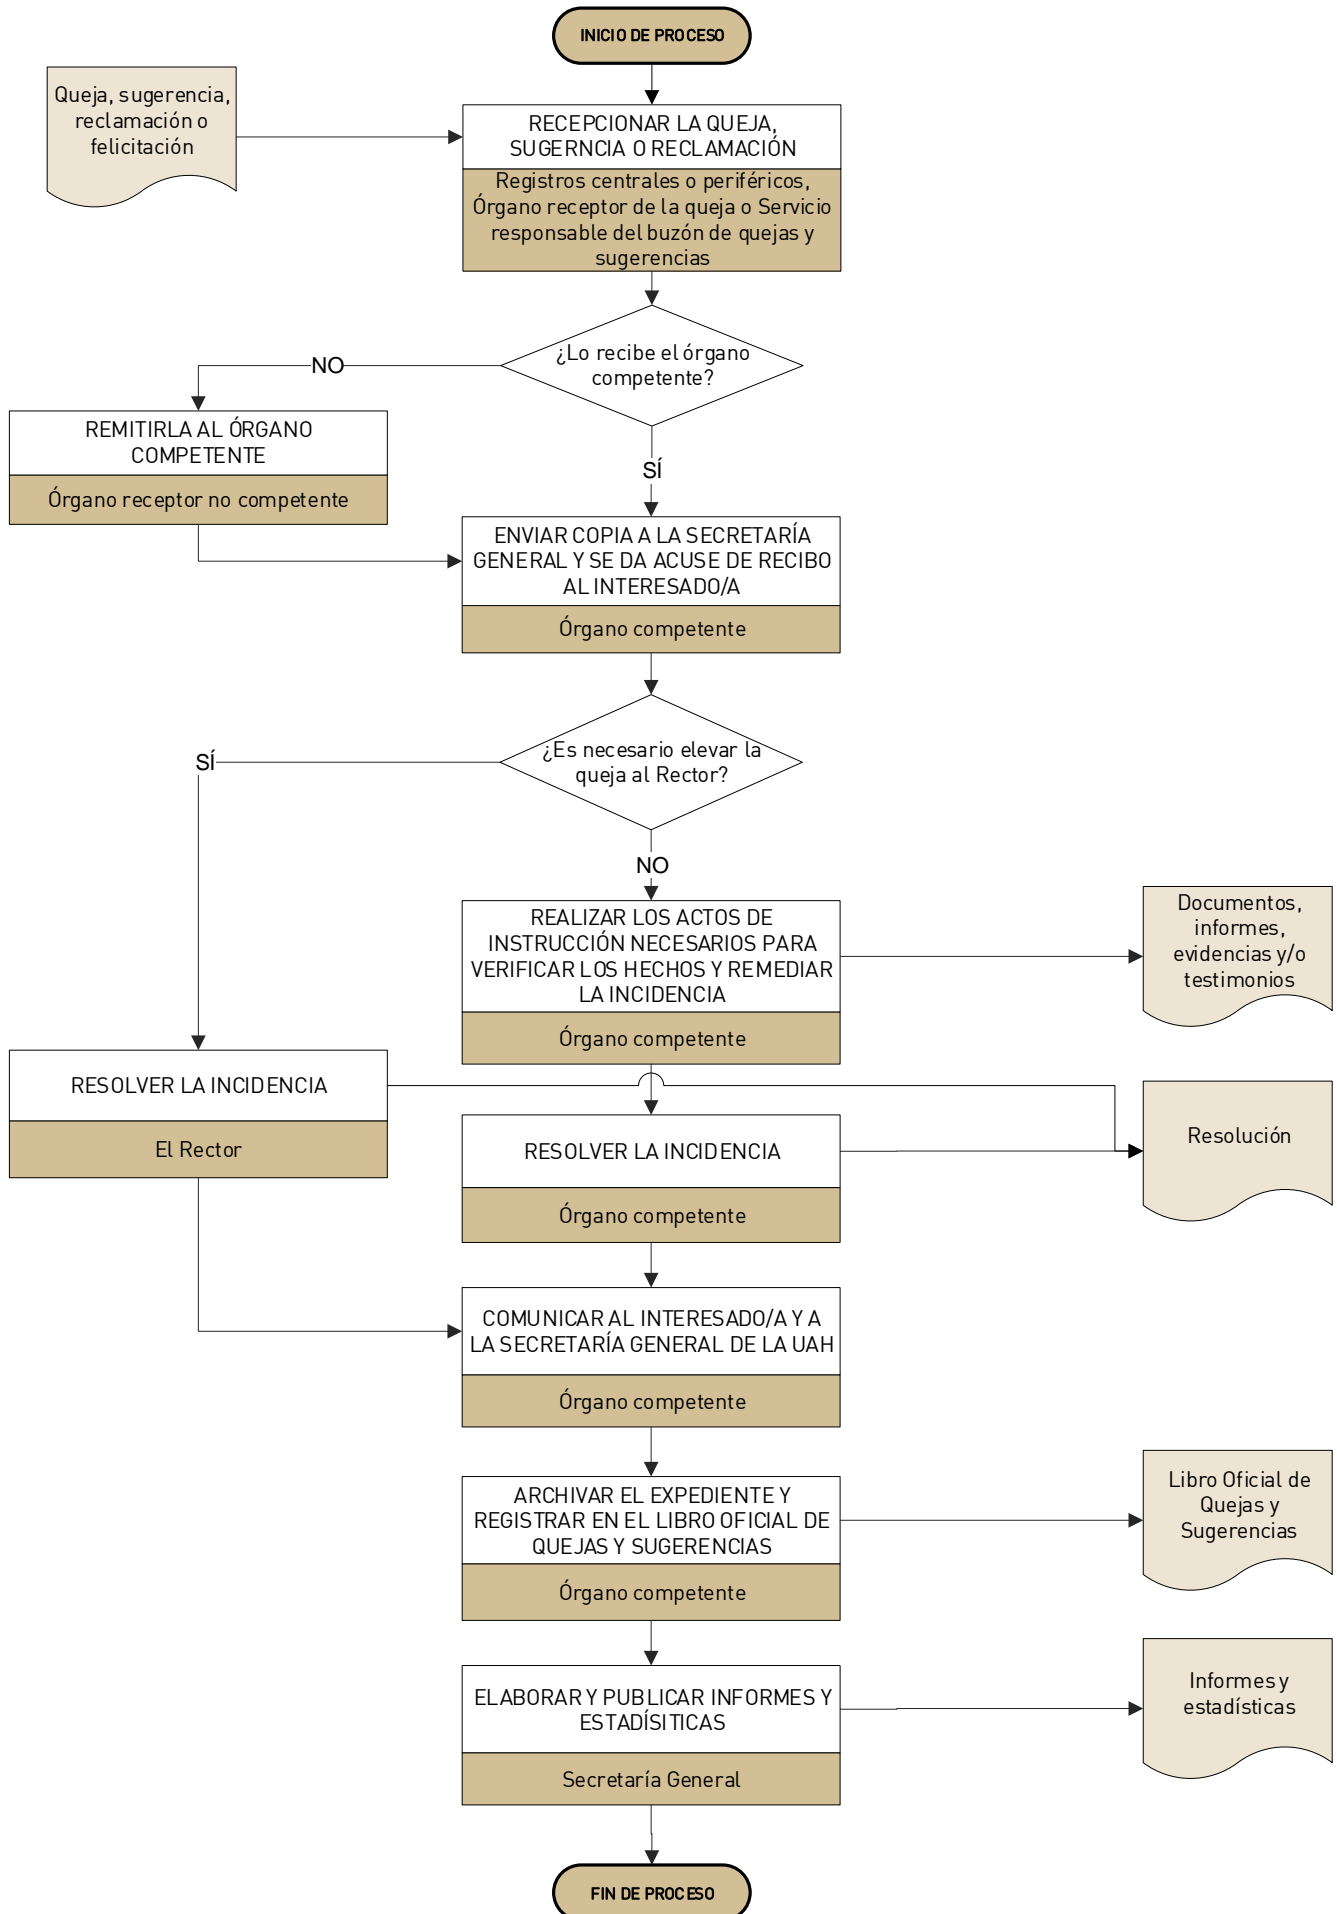 INICIO DE PROCESO
Queja, sugerencia,
reclamación o
felicitación
RECEPCIONAR LA QUEJA,
SUGERNCIA O RECLAMACIÓN
Registros centrales o periféricos,
Órgano receptor de la queja o Servicio
responsable del buzón de quejas y
sugerencias
¿Lo recibe el órgano
competente?
NO
REMITIRLA AL ÓRGANO
COMPETENTE
Órgano receptor no competente
SÍ
ENVIAR COPIA A LA SECRETARÍA
GENERAL Y SE DA ACUSE DE RECIBO
AL INTERESADO/A
Órgano competente
¿Es necesario elevar la
queja al Rector?
SÍ
NO
REALIZAR LOS ACTOS DE
INSTRUCCIÓN NECESARIOS PARA
VERIFICAR LOS HECHOS Y REMEDIAR
LA INCIDENCIA
Órgano competente
Documentos,
informes,
evidencias y/o
testimonios
RESOLVER LA INCIDENCIA
El Rector
RESOLVER LA INCIDENCIA
Órgano competente
Resolución
COMUNICAR AL INTERESADO/A Y A
LA SECRETARÍA GENERAL DE LA UAH
Órgano competente
ARCHIVAR EL EXPEDIENTE Y
REGISTRAR EN EL LIBRO OFICIAL DE
QUEJAS Y SUGERENCIAS
Órgano competente
Libro Oficial de
Quejas y
Sugerencias
ELABORAR Y PUBLICAR INFORMES Y
ESTADÍSITICAS
Secretaría General
Informes y
estadísticas
FIN DE PROCESO